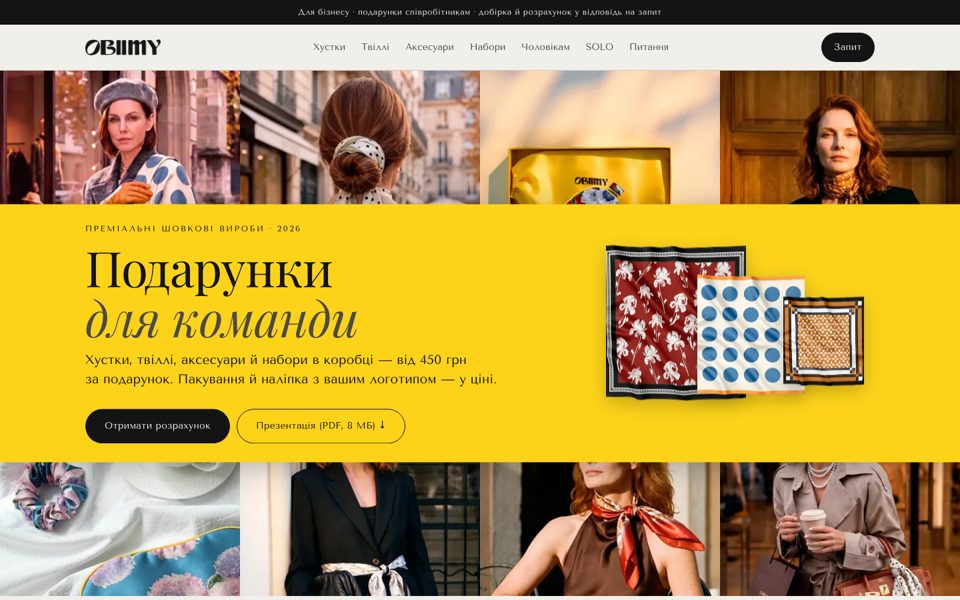 Для бізнесу · подарунки співробітникам · добірка й розрахунок у відповідь на запит
OBIIMY
Хустки Твіллі Аксесуари Набори Чоловікам SOLO Питання
Запит
OBIIMY
ПРЕМІАЛЬНІ ШОВКОВІ ВИРОБИ · 2026
Подарунки
для команди
Хустки, твіллі, аксесуари й набори в коробці — від 450 грн
за подарунок. Пакування й наліпка з вашим логотипом — у ціні.
Отримати розрахунок
Презентація (PDF, 8 МБ) ↓